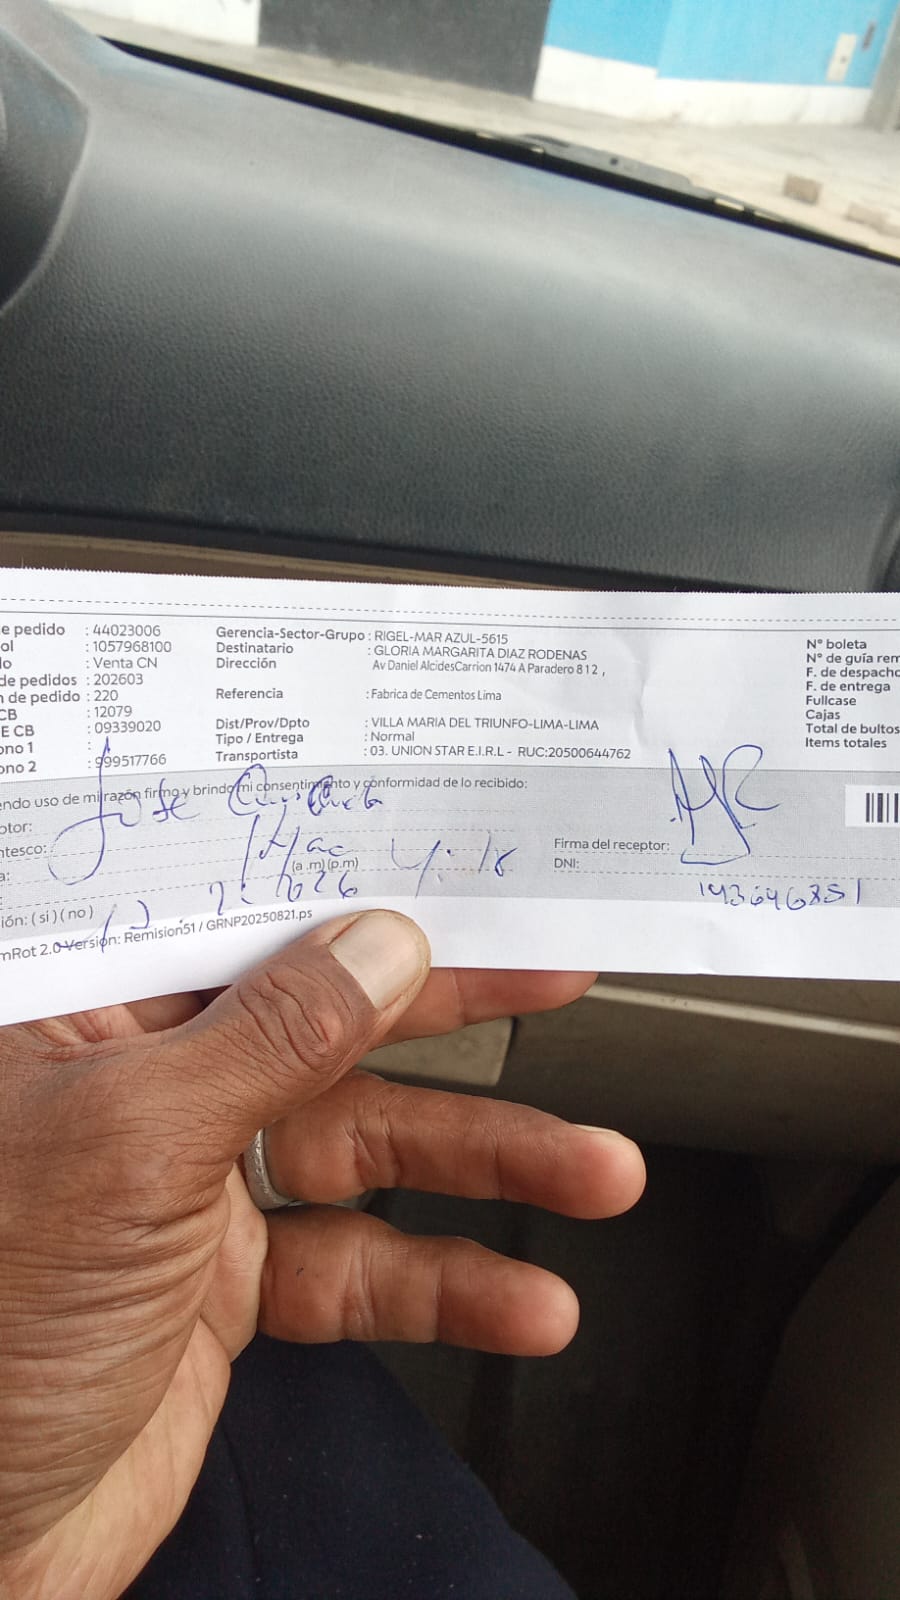 e pedido : 44023006
ol : 1057968100
lo : Venta CN
de pedidos : 202603
n de pedido : 220
CB : 12079
E CB : 09339020
ono 1 :
ono 2 : 999517766
Gerencia-Sector-Grupo : RIGEL-MAR AZUL-5615
Destinatario : GLORIA MARGARITA DIAZ RODENAS
Dirección Av Daniel AlcidesCarrion 1474 A Paradero 8 1 2 ,
Referencia : Fabrica de Cementos Lima
Dist/Prov/Dpto : VILLA MARIA DEL TRIUNFO-LIMA-LIMA
Tipo / Entrega : Normal
Transportista : 03. UNION STAR E.I.R.L - RUC:20500644762
N° boleta
N° de guía rem
F. de despacho
F. de entrega
Fullcase
Cajas
Total de bultos
Items totales
endo uso de mi razón firmo y brindo mi consentimiento y conformidad de lo recibido:
ptor: Jose
ntesco:
a: (a .m) (p.m)
Firma del receptor:
DNI:
ión: ( si ) ( no )
mRot 2.0 Versión: Remision51 / GRNP20250821.ps